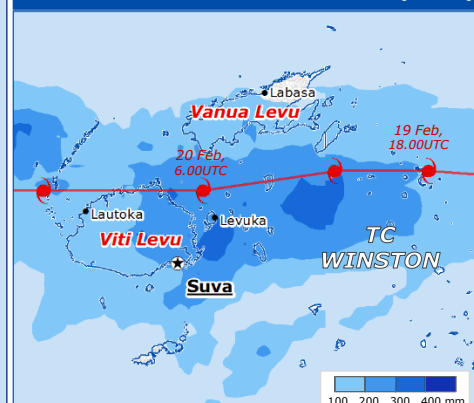 Labasa
Vanua Levu
19 Feb,
18.00UTC
20 Feb,
6.00UTC
Lautoka
Levuka
Viti Levu
TC
WINSTON
Suva
100 200 300 400 mm